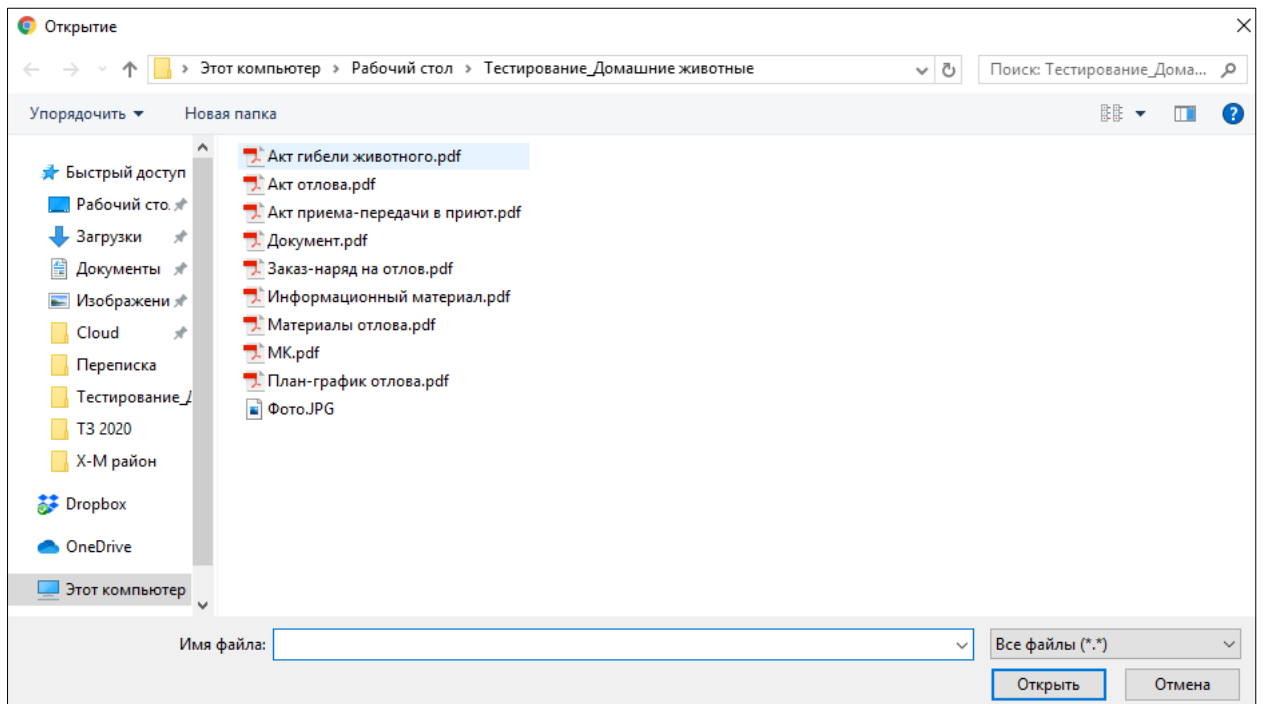 Открытие
Этот компьютер > Рабочий стол > Тестирование_Домашние животные
Поиск: Тестирование_Дома...
Упорядочить
Новая папка
?
Быстрый доступ
Рабочий сто.
Загрузки
Документы
Изображени
Cloud
Переписка
Тестирование_Д
ТЗ 2020
Х-М район
Dropbox
OneDrive
Этот компьютер
Акт гибели животного.pdf
Акт отлова.pdf
Акт приема-передачи в приют.pdf
Документ.pdf
Заказ-наряд на отлов.pdf
Информационный материал.pdf
Материалы отлова.pdf
МК.pdf
План-график отлова.pdf
Фото.JPG
Имя файла:
Все файлы (*.*)
Открыть
Отмена